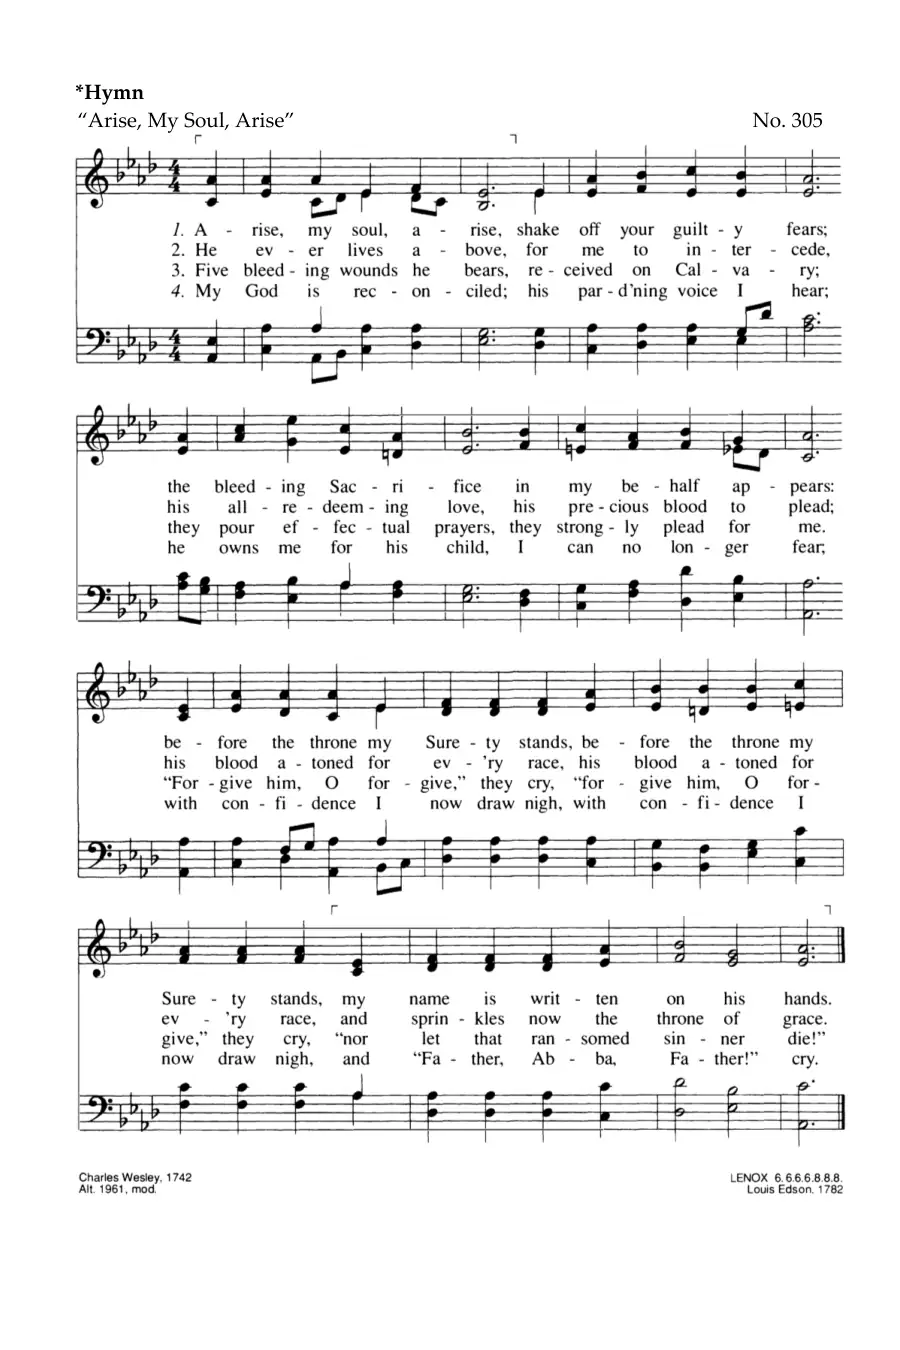 *Hymn
“Arise, My Soul, Arise” No. 305
1. A - rise, my soul, a - rise, shake off your guilt - y fears;
2. He ev - er lives a - bove, for me to in - ter - cede,
3. Five bleed - ing wounds he bears, re - ceived on Cal - va - ry;
4. My God is rec - on - ciled; his par - d'ning voice I hear;
the bleed - ing Sac - ri - fice in my be - half ap - pears:
his all - re - deem - ing love, his pre - cious blood to plead;
they pour ef - fec - tual prayers, they strong - ly plead for me.
he owns me for his child, I can no lon - ger fear;
be - fore the throne my Sure - ty stands, be - fore the throne my
his blood a - toned for ev - 'ry race, his blood a - toned for
“For - give him, O for - give,” they cry, “for - give him, O for -
with con - fi - dence I now draw nigh, with con - fi - dence I
Sure - ty stands, my name is writ - ten on his hands.
ev - 'ry race, and sprin - kles now the throne of grace.
give,” they cry, “nor let that ran - somed sin - ner die!”
now draw nigh, and “Fa - ther, Ab - ba, Fa - ther!” cry.
Charles Wesley, 1742 LENOX 6.6.6.6.8.8.8.
Alt. 1961, mod. Louis Edson, 1782